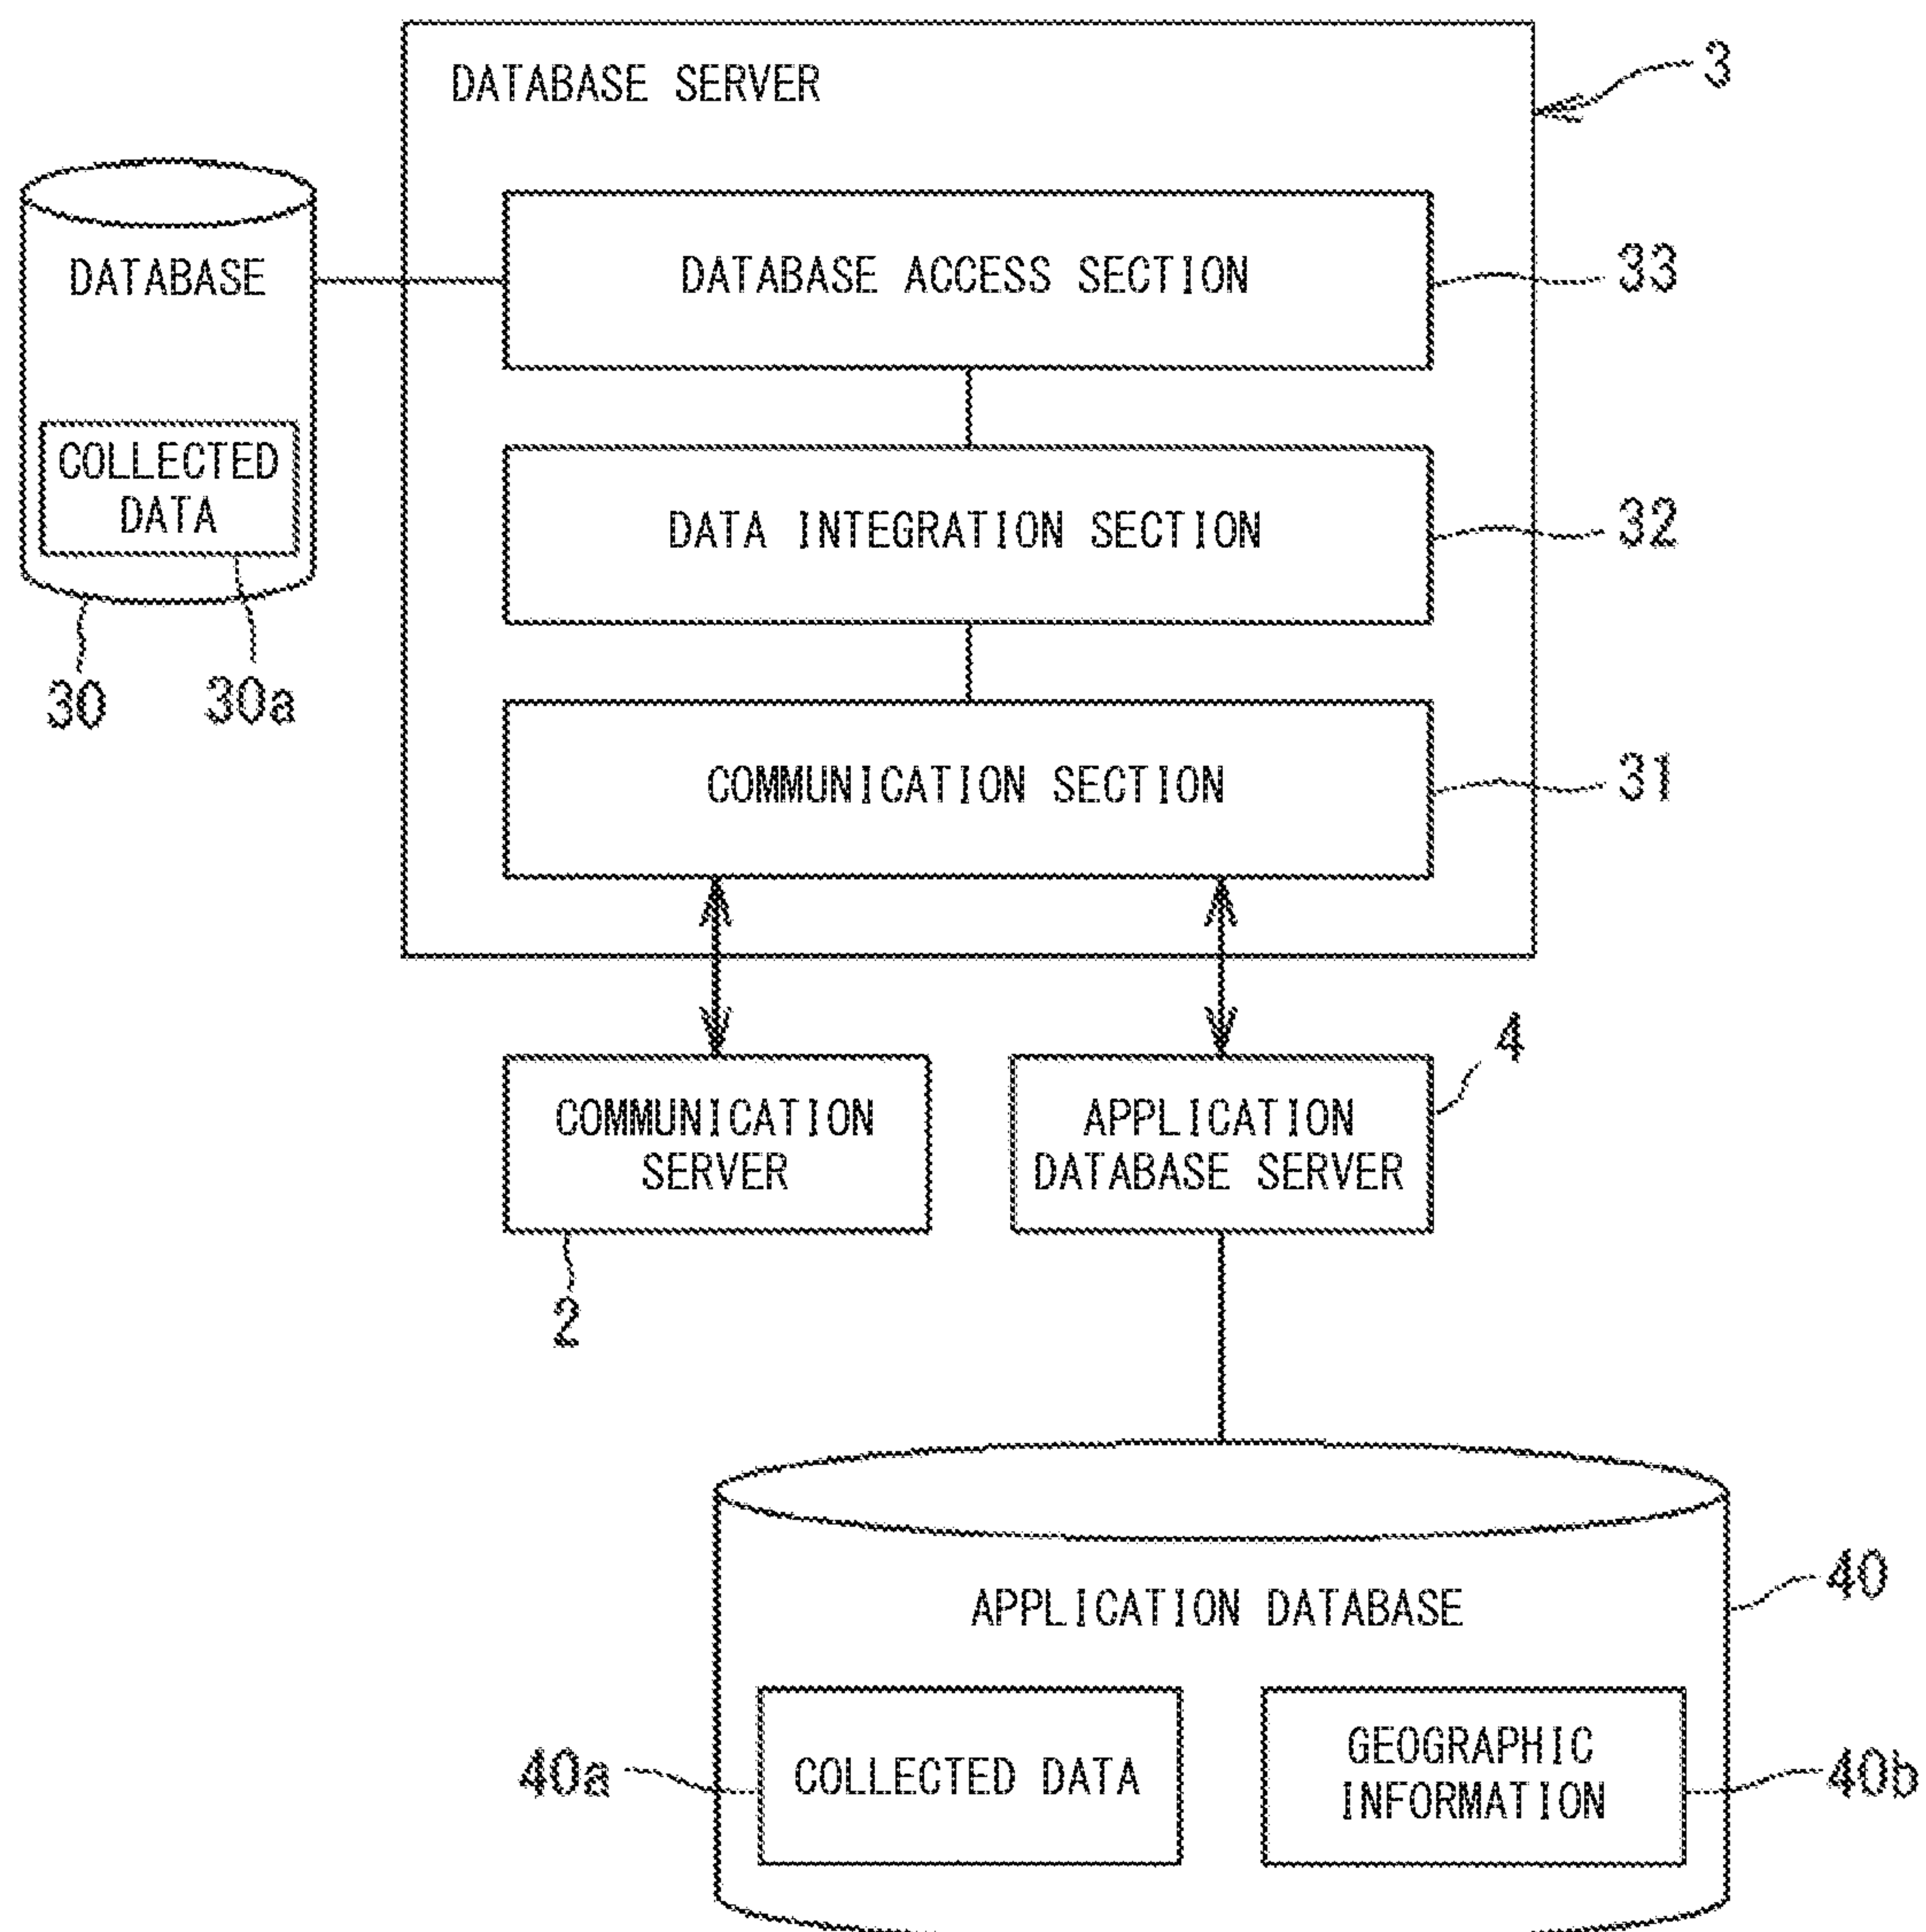 DATABASE SERVER
3
DATABASE
DATABASE ACCESS SECTION
33
COLLECTED
DATA
DATA INTEGRATION SECTION
32
30
30a
COMMUNICATION SECTION
31
4
COMMUNICATION
SERVER
APPLICATION
DATABASE SERVER
2
APPLICATION DATABASE
40
40a
COLLECTED DATA
GEOGRAPHIC
INFORMATION
40b